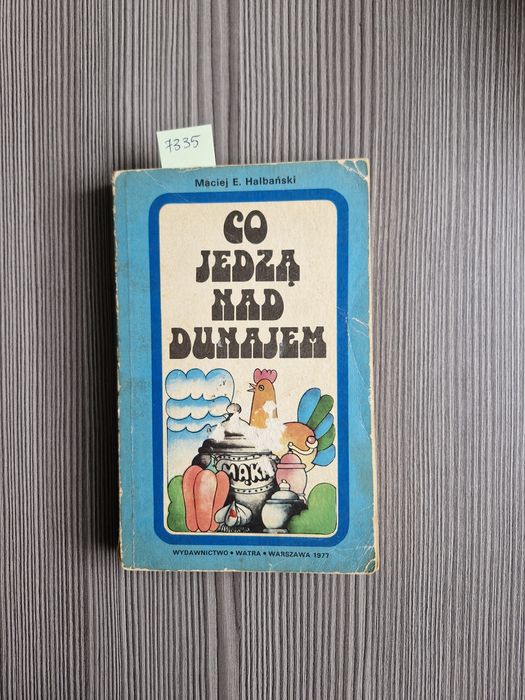 7335
Maciej E. Halbański
CO
JEDZĄ
NAD
DUNAJEM
MĄKA
WYDAWNICTWO • WATRA • WARSZAWA 1977